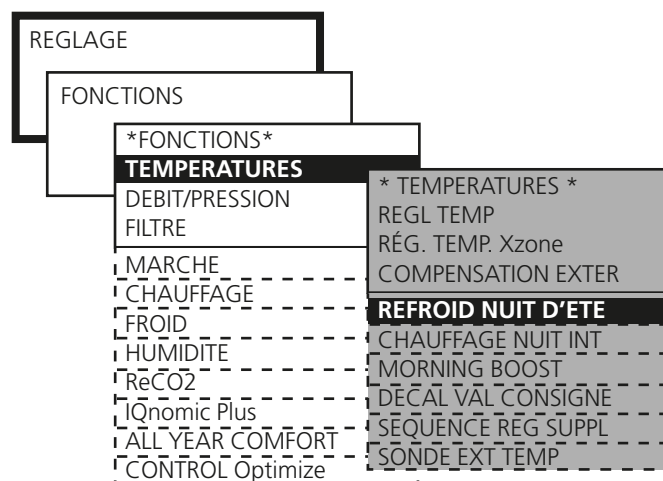 REGLAGE
FONCTIONS
*FONCTIONS*
TEMPERATURES
DEBIT/PRESSION
FILTRE
MARCHE
CHAUFFAGE
FROID
HUMIDITE
ReCO2
IQnomic Plus
ALL YEAR COMFORT
CONTROL Optimize
* TEMPERATURES *
REGL TEMP
RÉG. TEMP. Xzone
COMPENSATION EXTER
REFROID NUIT D'ETE
CHAUFFAGE NUIT INT
MORNING BOOST
DECAL VAL CONSIGNE
SEQUENCE REG SUPPL
SONDE EXT TEMP